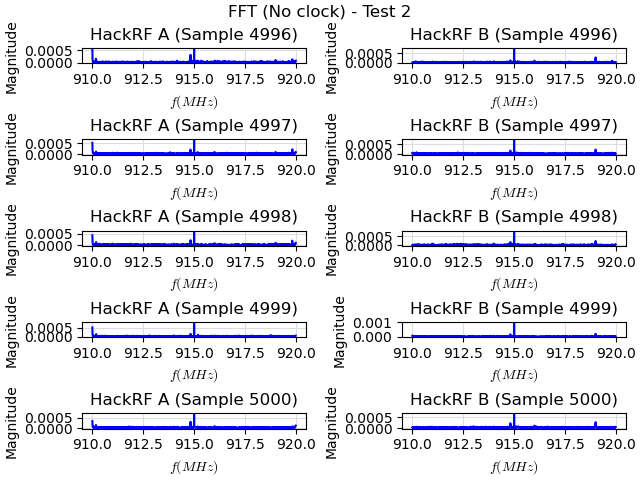 FFT (No clock) - Test 2
HackRF A (Sample 4996)
Magnitude
0.0005
0.0000
910.0 912.5 915.0 917.5 920.0
f(MHz)
HackRF B (Sample 4996)
Magnitude
0.0005
0.0000
910.0 912.5 915.0 917.5 920.0
f(MHz)
HackRF A (Sample 4997)
Magnitude
0.0005
0.0000
910.0 912.5 915.0 917.5 920.0
f(MHz)
HackRF B (Sample 4997)
Magnitude
0.0005
0.0000
910.0 912.5 915.0 917.5 920.0
f(MHz)
HackRF A (Sample 4998)
Magnitude
0.0005
0.0000
910.0 912.5 915.0 917.5 920.0
f(MHz)
HackRF B (Sample 4998)
Magnitude
0.0005
0.0000
910.0 912.5 915.0 917.5 920.0
f(MHz)
HackRF A (Sample 4999)
Magnitude
0.0005
0.0000
910.0 912.5 915.0 917.5 920.0
f(MHz)
HackRF B (Sample 4999)
Magnitude
0.001
0.000
910.0 912.5 915.0 917.5 920.0
f(MHz)
HackRF A (Sample 5000)
Magnitude
0.0005
0.0000
910.0 912.5 915.0 917.5 920.0
f(MHz)
HackRF B (Sample 5000)
Magnitude
0.0005
0.0000
910.0 912.5 915.0 917.5 920.0
f(MHz)